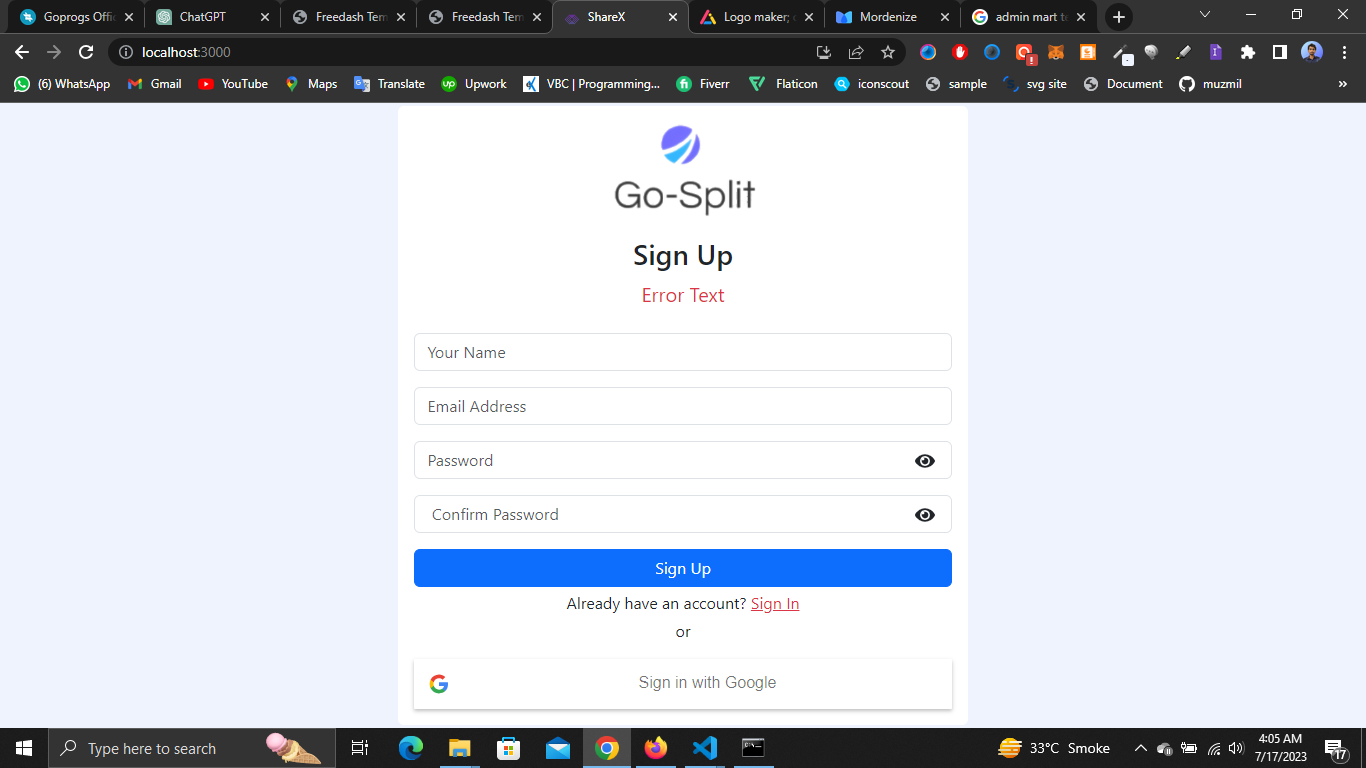 Goprogs Offic
ChatGPT
Freedash Tem
Freedash Tem
ShareX
Logo maker; c
Mordenize
admin mart te
localhost:3000
(6) WhatsApp
Gmail
YouTube
Maps
Translate
Upwork
VBC | Programming...
Fiverr
Flaticon
iconscout
sample
svg site
Document
muzmil
Go-Split
Sign Up
Error Text
Your Name
Email Address
Password
Confirm Password
Sign Up
Already have an account? Sign In
or
Sign in with Google
Type here to search
33°C Smoke
4:05 AM
7/17/2023
17